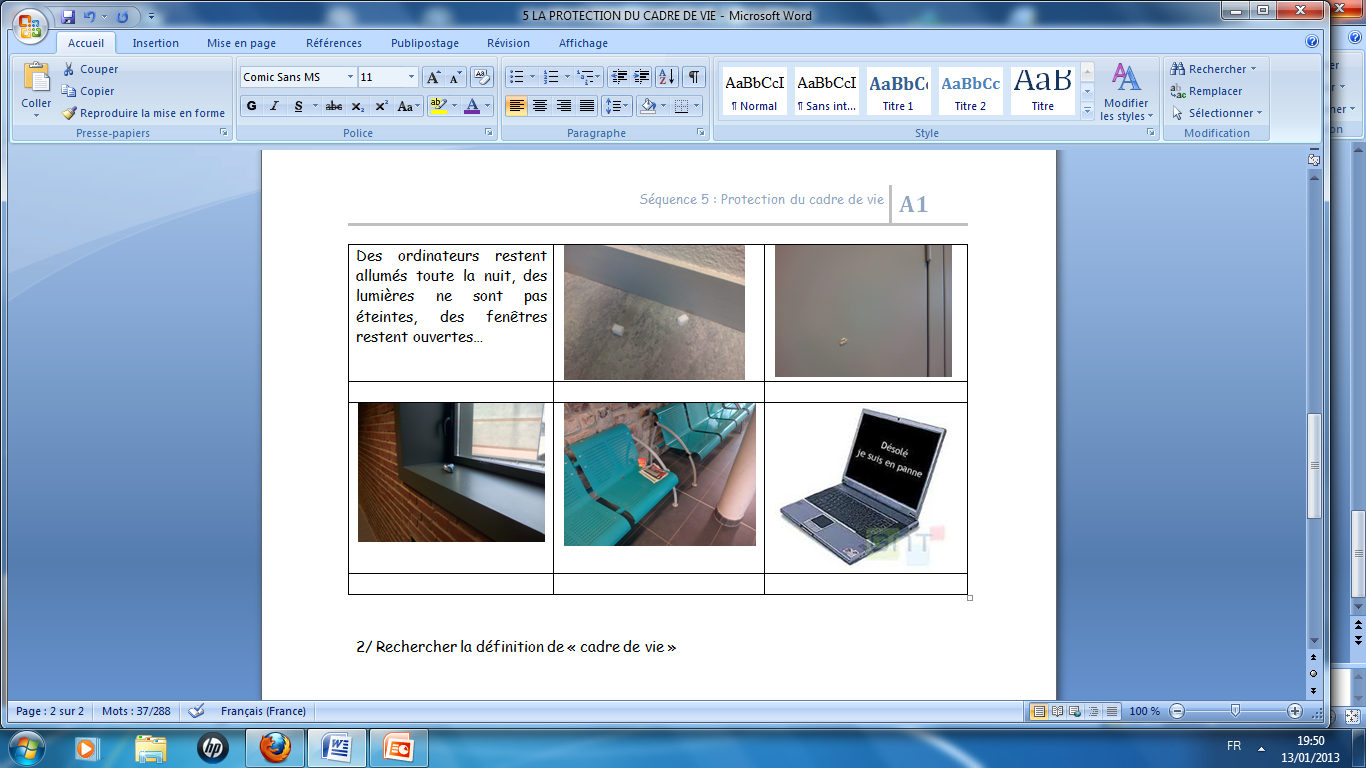 5 LA PROTECTION DU CADRE DE VIE - Microsoft Word
Accueil Insertion Mise en page Références Publipostage Révision Affichage
Coller
Couper
Copier
Reproduire la mise en forme
Presse-papiers
Comic Sans MS 11
G I S abc x₂ x² Aa
Police
Paragraphe
AaBbCcI AaBbCcI AaBbC AaBbCc AaB
¶ Normal ¶ Sans int... Titre 1 Titre 2 Titre
Style
Modifier
les styles
Rechercher
Remplacer
Sélectionner
Modification
Séquence 5 : Protection du cadre de vie A1
Des ordinateurs restent
allumés toute la nuit, des
lumières ne sont pas
éteintes, des fenêtres
restent ouvertes…
Désolé
je suis en panne
GNT
2/ Rechercher la définition de « cadre de vie »
Page : 2 sur 2 Mots : 37/288 Français (France) 100 %
FR
19:50
13/01/2013